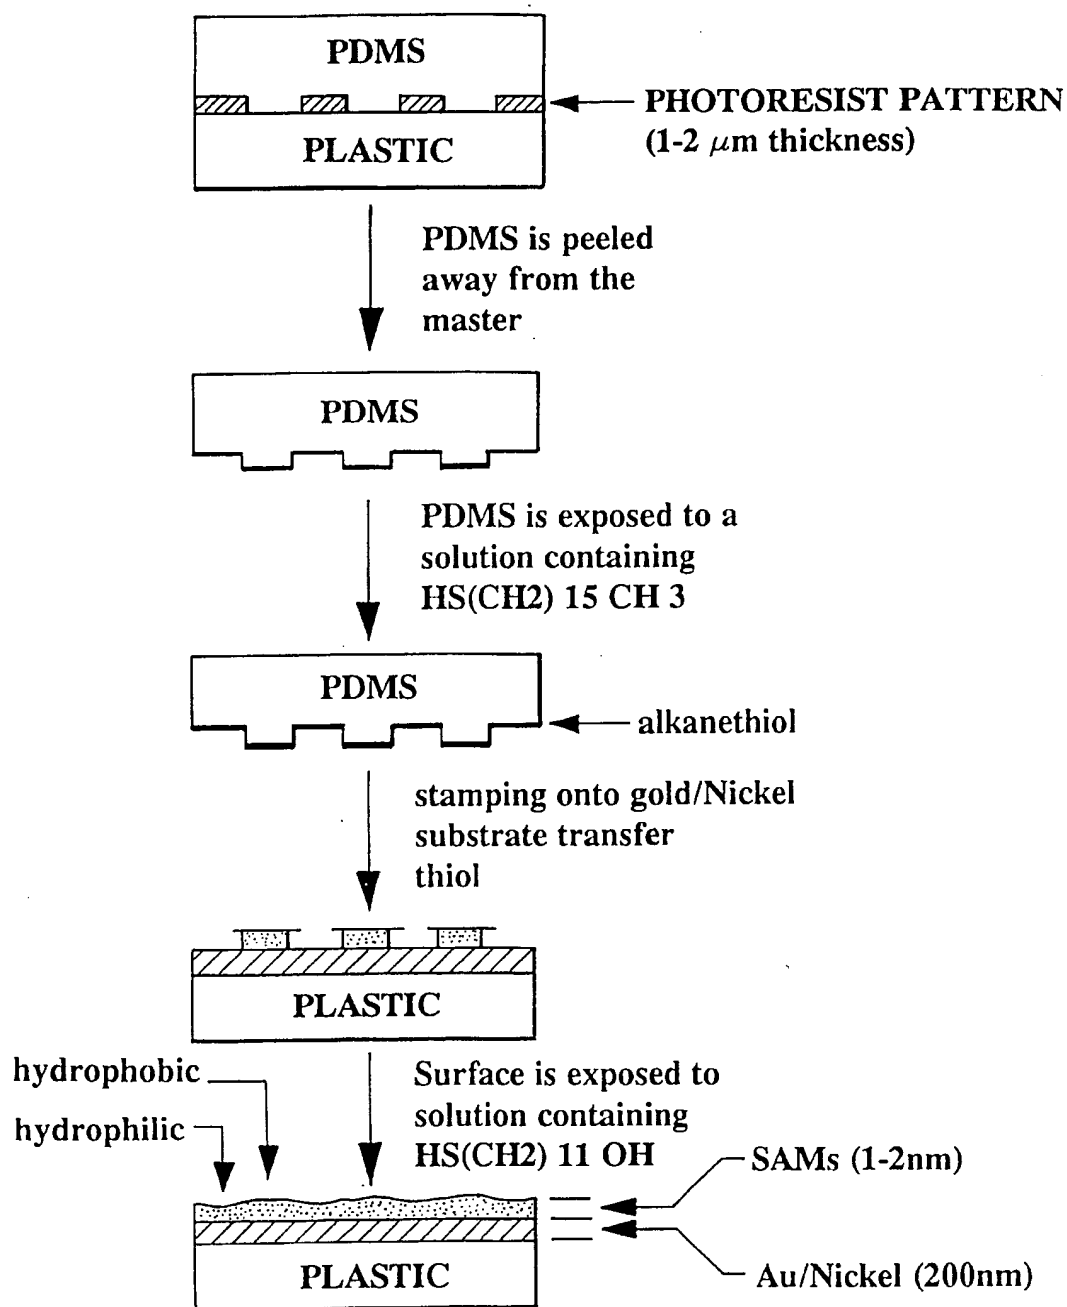 PDMS
PHOTORESIST PATTERN
(1-2 μm thickness)
PLASTIC
PDMS is peeled
away from the
master
PDMS
PDMS is exposed to a
solution containing
HS(CH2) 15 CH 3
PDMS
alkanethiol
stamping onto gold/Nickel
substrate transfer
thiol
PLASTIC
hydrophobic
hydrophilic
Surface is exposed to
solution containing
HS(CH2) 11 OH
SAMs (1-2nm)
PLASTIC
Au/Nickel (200nm)